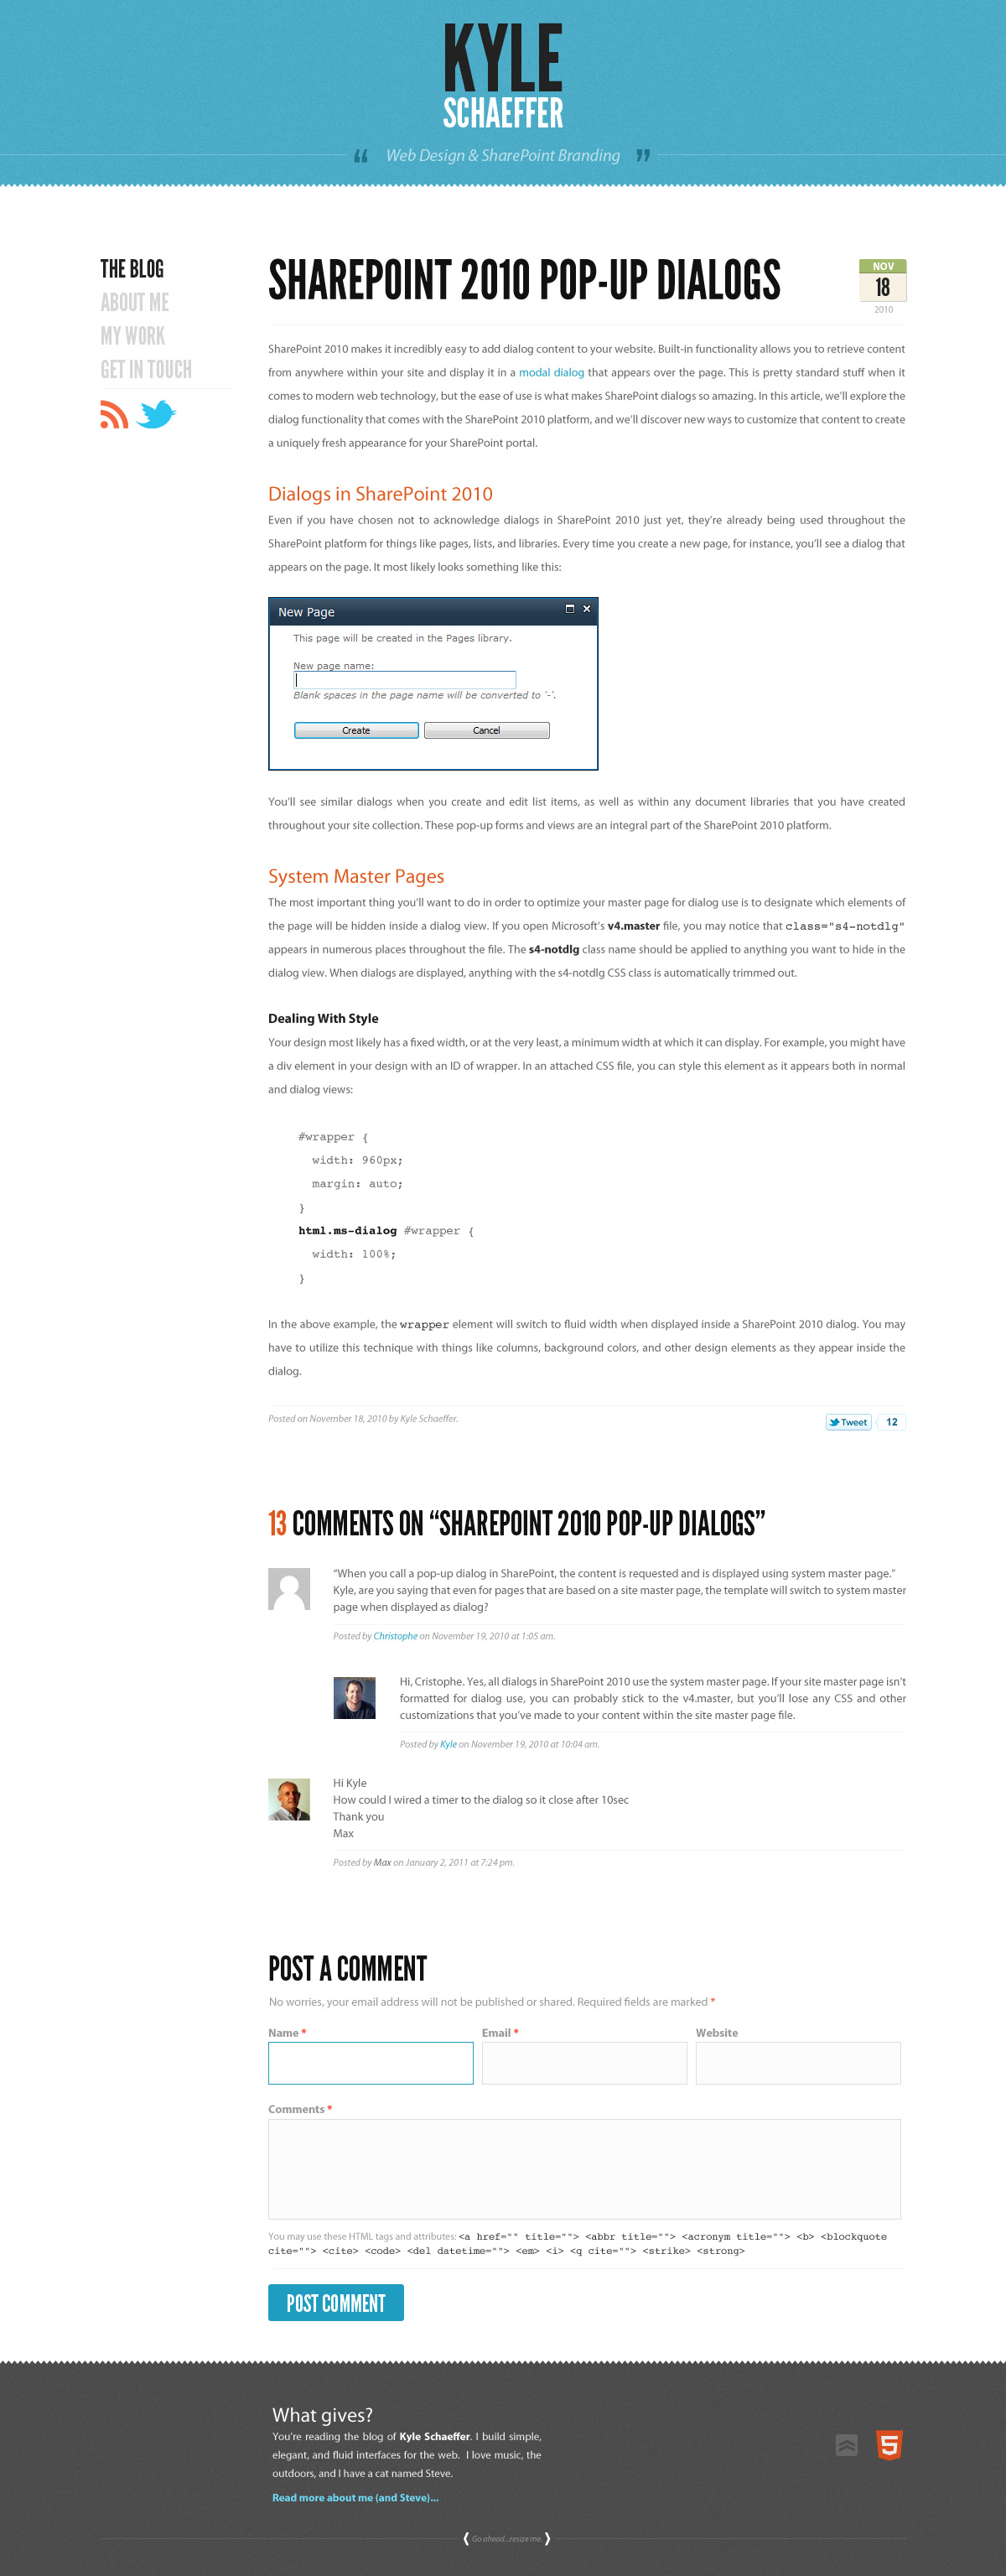 KYLE
SCHAEFFER
“ Web Design & SharePoint Branding ”
THE BLOG
ABOUT ME
MY WORK
GET IN TOUCH
SHAREPOINT 2010 POP-UP DIALOGS
NOV
18
2010
SharePoint 2010 makes it incredibly easy to add dialog content to your website. Built-in functionality allows you to retrieve content
from anywhere within your site and display it in a modal dialog that appears over the page. This is pretty standard stuff when it
comes to modern web technology, but the ease of use is what makes SharePoint dialogs so amazing. In this article, we’ll explore the
dialog functionality that comes with the SharePoint 2010 platform, and we’ll discover new ways to customize that content to create
a uniquely fresh appearance for your SharePoint portal.
Dialogs in SharePoint 2010
Even if you have chosen not to acknowledge dialogs in SharePoint 2010 just yet, they’re already being used throughout the
SharePoint platform for things like pages, lists, and libraries. Every time you create a new page, for instance, you’ll see a dialog that
appears on the page. It most likely looks something like this:
New Page
This page will be created in the Pages library.
New page name:
Blank spaces in the page name will be converted to '-'.
Create Cancel
You’ll see similar dialogs when you create and edit list items, as well as within any document libraries that you have created
throughout your site collection. These pop-up forms and views are an integral part of the SharePoint 2010 platform.
System Master Pages
The most important thing you’ll want to do in order to optimize your master page for dialog use is to designate which elements of
the page will be hidden inside a dialog view. If you open Microsoft’s v4.master file, you may notice that class="s4-notdlg"
appears in numerous places throughout the file. The s4-notdlg class name should be applied to anything you want to hide in the
dialog view. When dialogs are displayed, anything with the s4-notdlg CSS class is automatically trimmed out.
Dealing With Style
Your design most likely has a fixed width, or at the very least, a minimum width at which it can display. For example, you might have
a div element in your design with an ID of wrapper. In an attached CSS file, you can style this element as it appears both in normal
and dialog views:
#wrapper {
width: 960px;
margin: auto;
}
html.ms-dialog #wrapper {
width: 100%;
}
In the above example, the wrapper element will switch to fluid width when displayed inside a SharePoint 2010 dialog. You may
have to utilize this technique with things like columns, background colors, and other design elements as they appear inside the
dialog.
Posted on November 18, 2010 by Kyle Schaeffer.
Tweet 12
13 COMMENTS ON “SHAREPOINT 2010 POP-UP DIALOGS”
“When you call a pop-up dialog in SharePoint, the content is requested and is displayed using system master page.”
Kyle, are you saying that even for pages that are based on a site master page, the template will switch to system master
page when displayed as dialog?
Posted by Christophe on November 19, 2010 at 1:05 am.
Hi, Cristophe. Yes, all dialogs in SharePoint 2010 use the system master page. If your site master page isn’t
formatted for dialog use, you can probably stick to the v4.master, but you’ll lose any CSS and other
customizations that you’ve made to your content within the site master page file.
Posted by Kyle on November 19, 2010 at 10:04 am.
Hi Kyle
How could I wired a timer to the dialog so it close after 10sec
Thank you
Max
Posted by Max on January 2, 2011 at 7:24 pm.
POST A COMMENT
No worries, your email address will not be published or shared. Required fields are marked *
Name * Email * Website
Comments *
You may use these HTML tags and attributes: <a href="" title=""> <abbr title=""> <acronym title=""> <b> <blockquote
cite=""> <cite> <code> <del datetime=""> <em> <i> <q cite=""> <strike> <strong>
POST COMMENT
What gives?
You’re reading the blog of Kyle Schaeffer. I build simple,
elegant, and fluid interfaces for the web. I love music, the
outdoors, and I have a cat named Steve.
Read more about me (and Steve)...
5
Go ahead...resize me.